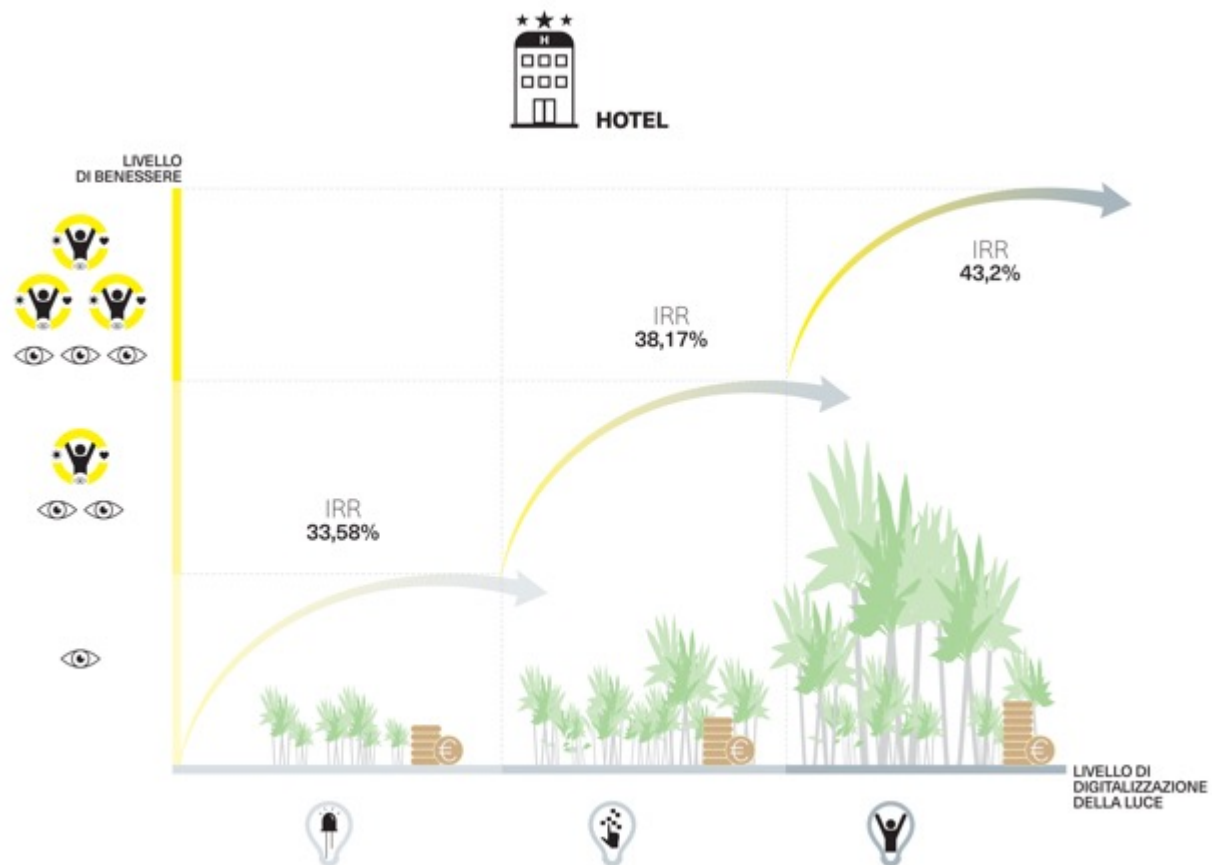 H
HOTEL
LIVELLO
DI BENESSERE
IRR
43,2%
IRR
38,17%
IRR
33,58%
€
€
€
LIVELLO DI
DIGITALIZZAZIONE
DELLA LUCE